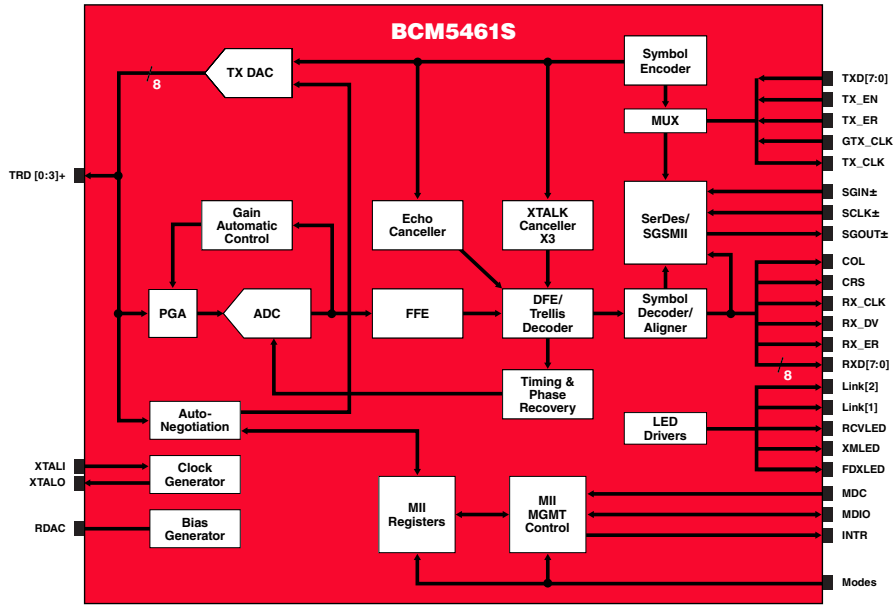 BCM5461S
TX DAC
8
Symbol
Encoder
MUX
TXD[7:0]
TX_EN
TX_ER
GTX_CLK
TX_CLK
TRD [0:3]+
Gain
Automatic
Control
Echo
Canceller
XTALK
Canceller
X3
SerDes/
SGSMII
SGIN±
SCLK±
SGOUT±
PGA
ADC
FFE
DFE/
Trellis
Decoder
Symbol
Decoder/
Aligner
COL
CRS
RX_CLK
RX_DV
RX_ER
RXD[7:0]
8
Timing &
Phase
Recovery
Auto-
Negotiation
LED
Drivers
Link[2]
Link[1]
RCVLED
XMLED
FDXLED
XTALI
XTALO
Clock
Generator
RDAC
Bias
Generator
MII
Registers
MII
MGMT
Control
MDC
MDIO
INTR
Modes